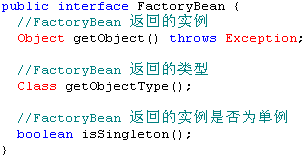 public interface FactoryBean {
//FactoryBean 返回的实例
Object getObject() throws Exception;
//FactoryBean 返回的类型
Class getObjectType();
//FactoryBean 返回的实例是否为单例
boolean isSingleton();
}